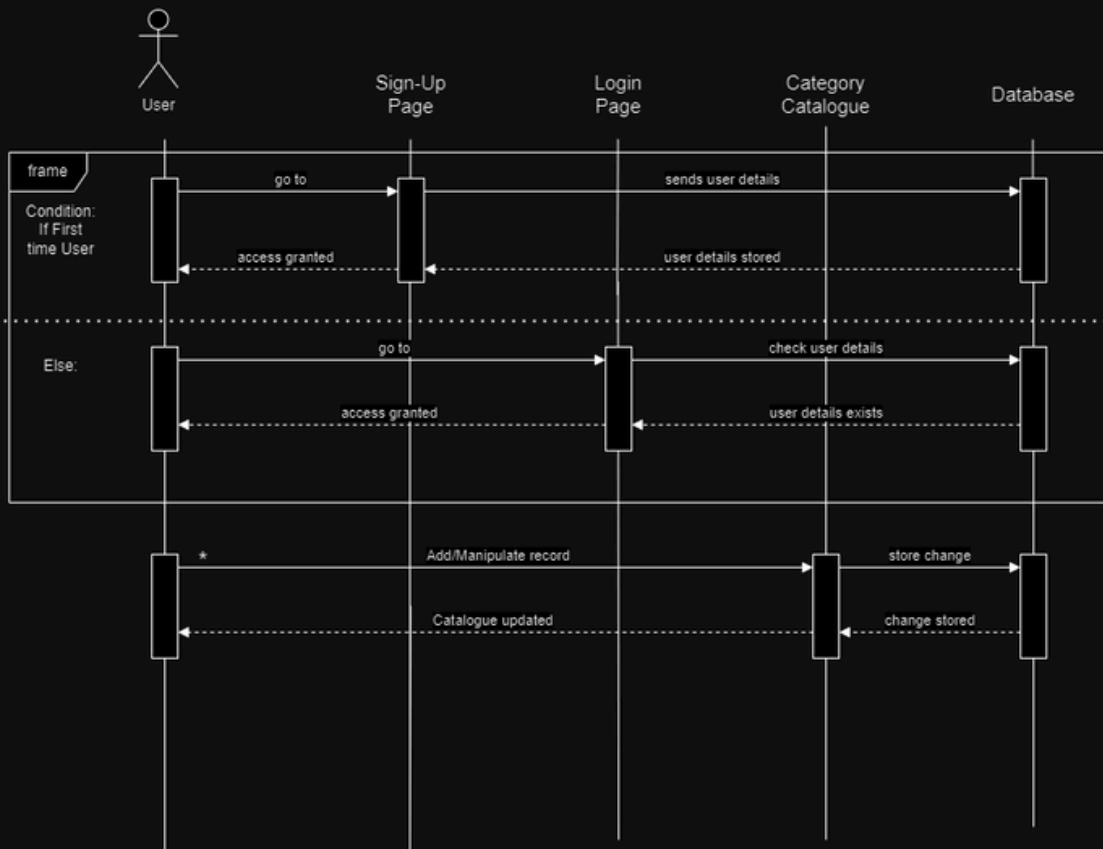 User
Sign-Up
Page
Login
Page
Category
Catalogue
Database
frame
Condition:
If First
time User
go to
sends user details
access granted
user details stored
Else:
go to
check user details
access granted
user details exists
*
Add/Manipulate record
store change
Catalogue updated
change stored